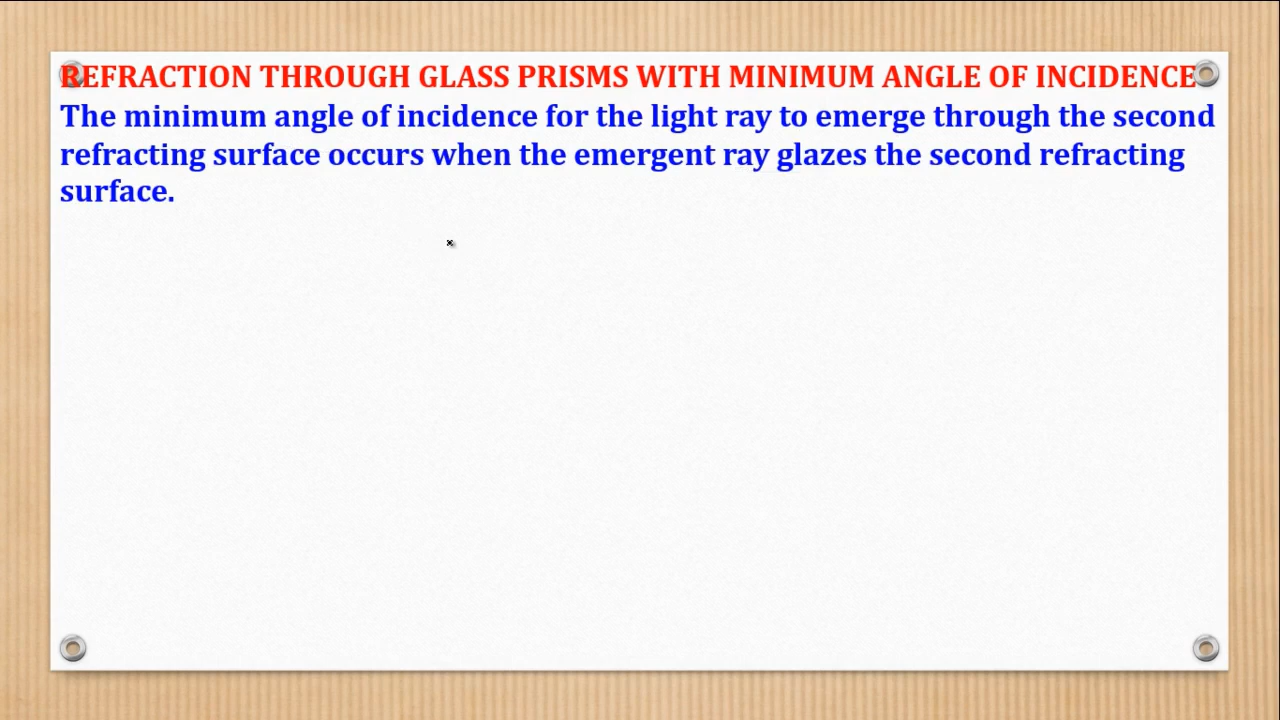 REFRACTION THROUGH GLASS PRISMS WITH MINIMUM ANGLE OF INCIDENCE
The minimum angle of incidence for the light ray to emerge through the second
refracting surface occurs when the emergent ray glazes the second refracting
surface.